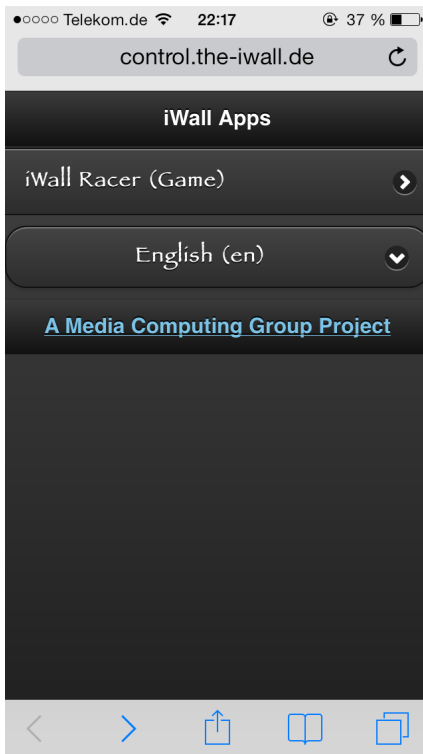 Telekom.de 22:17 37 %
control.the-iwall.de
iWall Apps
iWall Racer (Game)
English (en)
A Media Computing Group Project